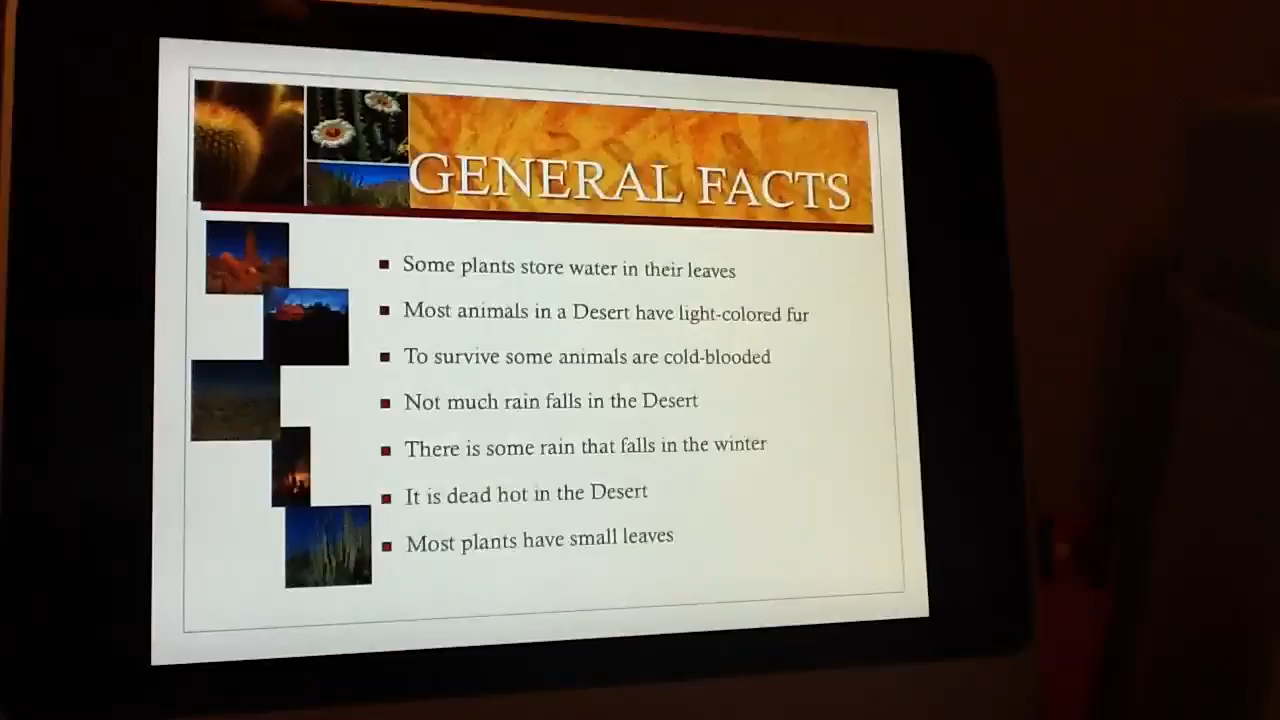 GENERAL FACTS
Some plants store water in their leaves
Most animals in a Desert have light-colored fur
To survive some animals are cold-blooded
Not much rain falls in the Desert
There is some rain that falls in the winter
It is dead hot in the Desert
Most plants have small leaves